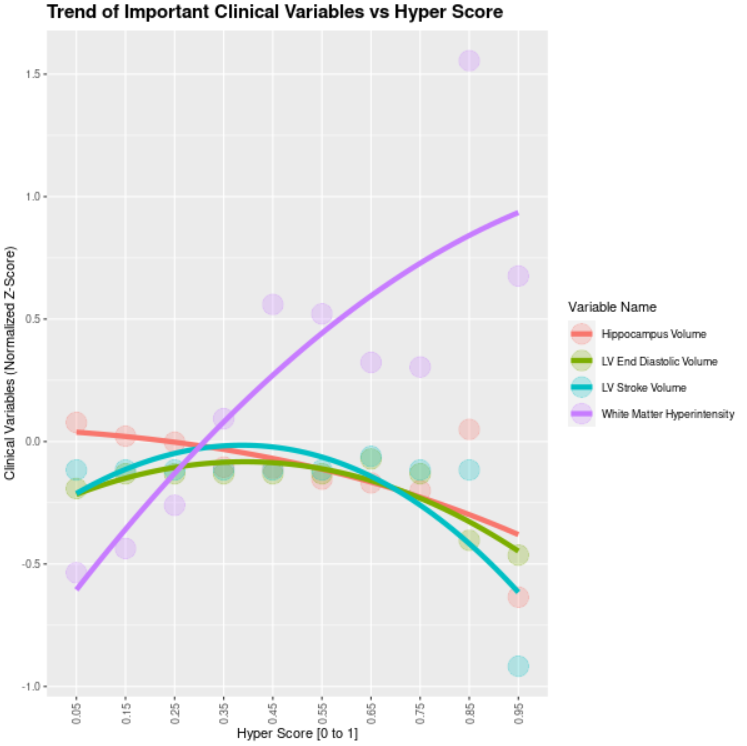 Trend of Important Clinical Variables vs Hyper Score
Clinical Variables (Normalized Z-Score)
1.5
1.0
0.5
0.0
-0.5
-1.0
0.05 0.15 0.25 0.35 0.45 0.55 0.65 0.75 0.85 0.95
Hyper Score [0 to 1]
Variable Name
Hippocampus Volume
LV End Diastolic Volume
LV Stroke Volume
White Matter Hyperintensity